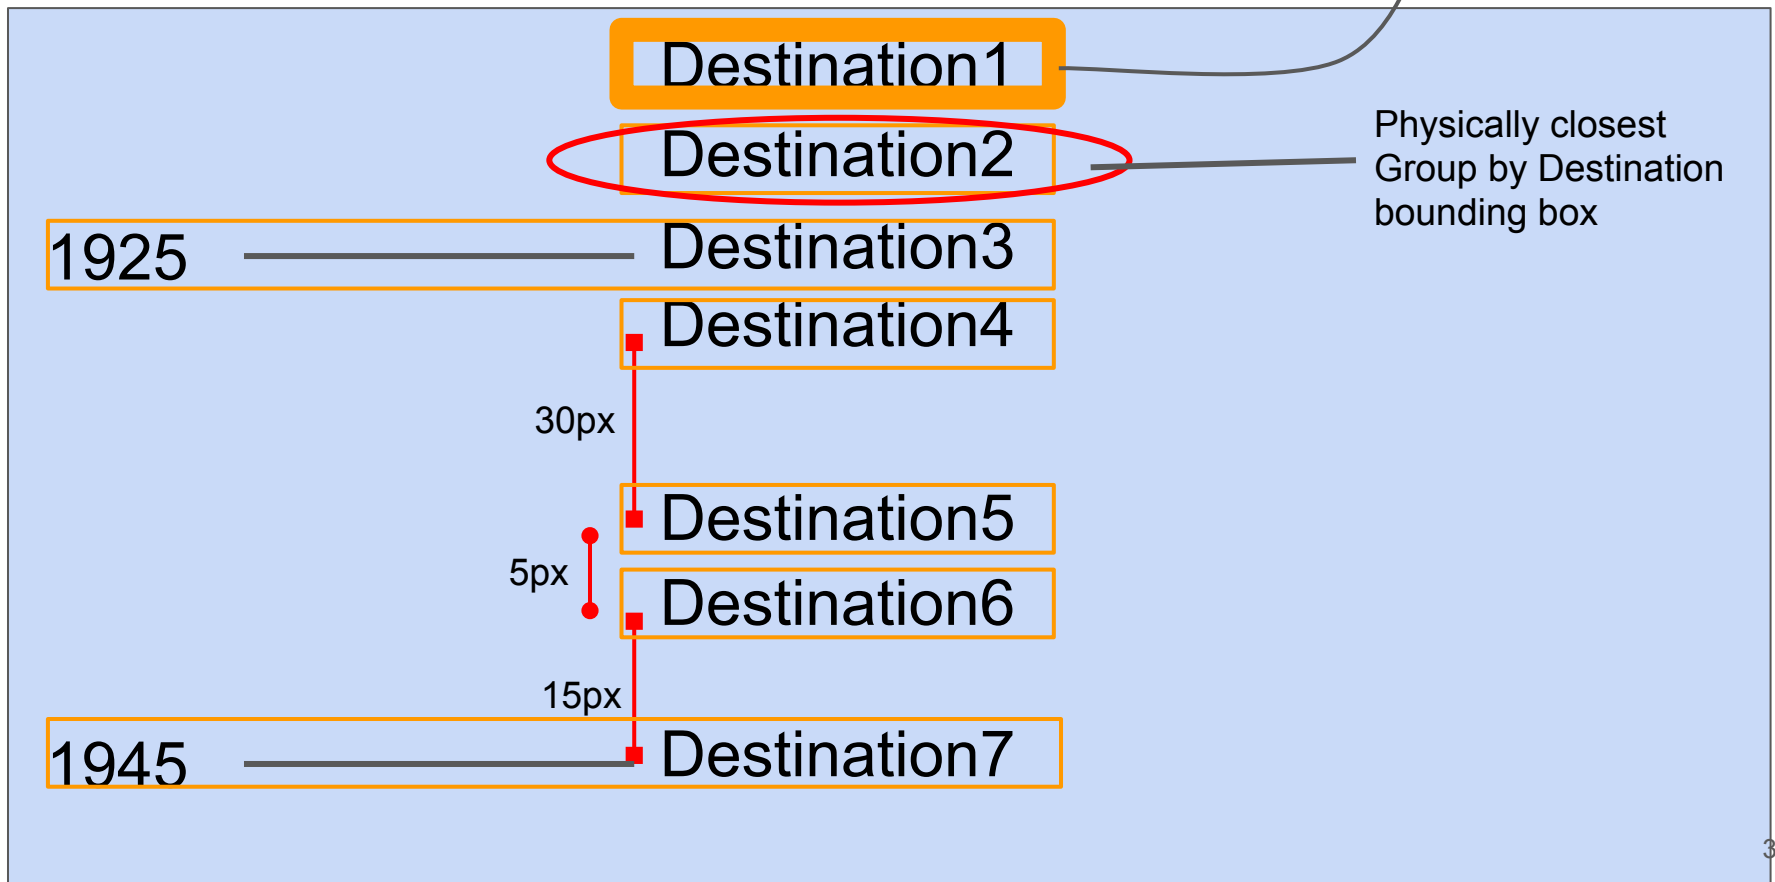 Destination1
Destination2
Physically closest
Group by Destination
bounding box
1925 Destination3
Destination4
30px
Destination5
5px
Destination6
15px
1945 Destination7
3